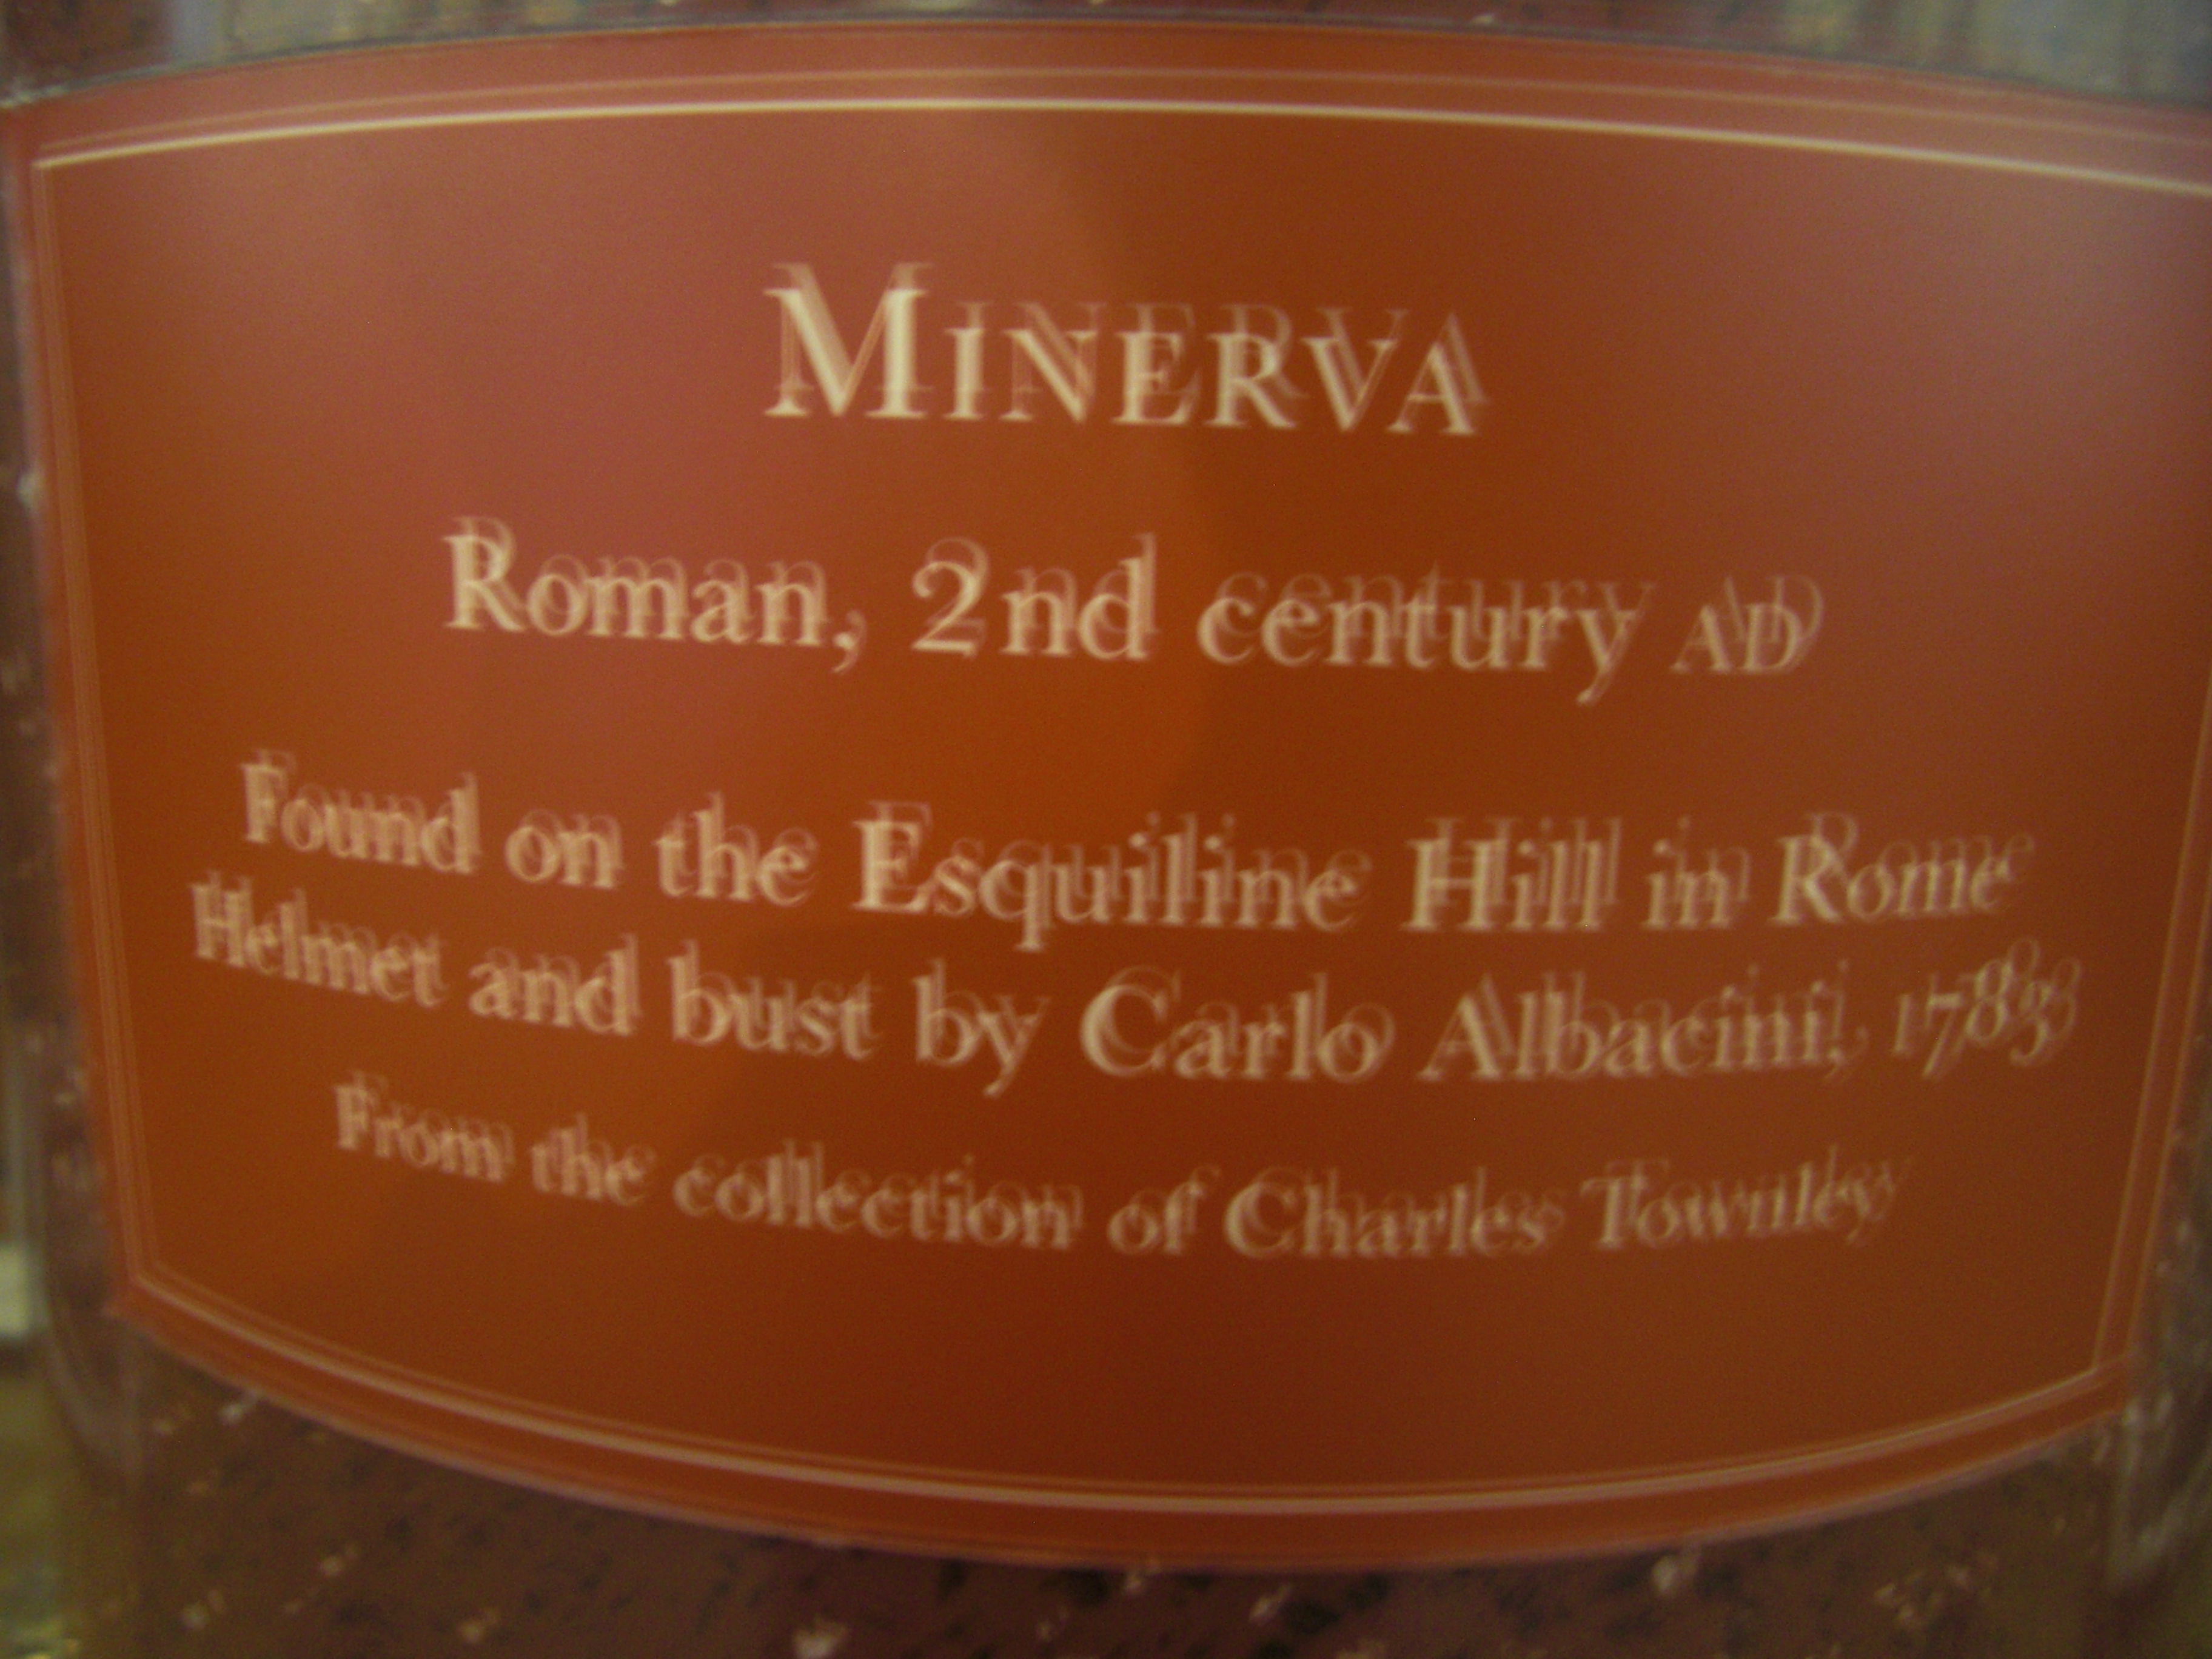 MINERVA
Roman, 2nd century AD
Found on the Esquiline Hill in Rome
Helmet and bust by Carlo Albacini, 1783
From the collection of Charles Townley